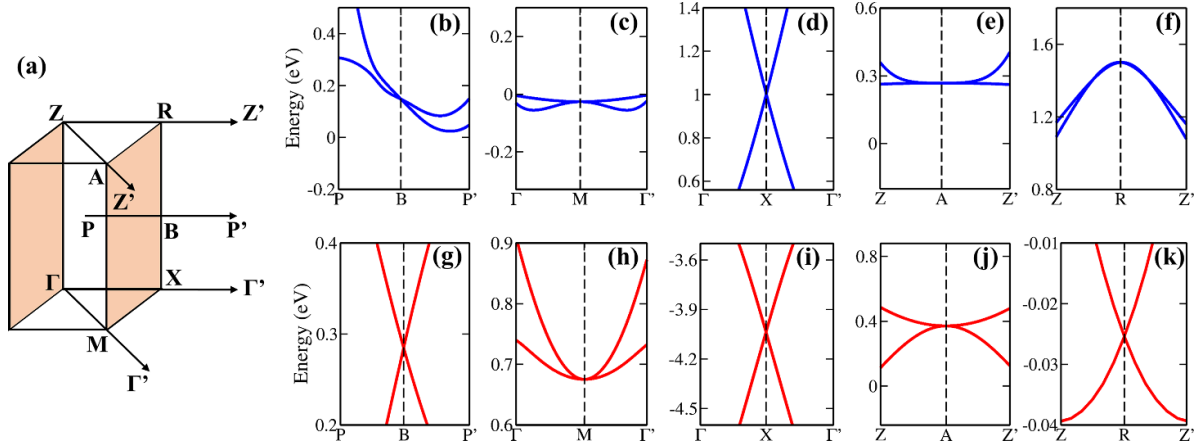 (a)
Z R Z'
A
Z'
P B P'
Γ X Γ'
M
Γ'
(b)
Energy (eV)
0.4
0.2
0
-0.2
P B P'
(c)
0.2
0
-0.2
Γ M Γ'
(d)
1.4
1.2
1
0.8
0.6
Γ X Γ'
(e)
0.6
0.3
0
Z A Z'
(f)
1.5
1.2
1.8
Z R Z'
(g)
Energy (eV)
0.4
0.3
0.2
P B P'
(h)
0.9
0.8
0.7
0.6
Γ M Γ'
(i)
-3.6
-3.9
-4.2
-4.5
Γ X Γ'
(j)
0.8
0.4
0
Z A Z'
(k)
-0.01
-0.02
-0.03
-0.04
Z R Z'